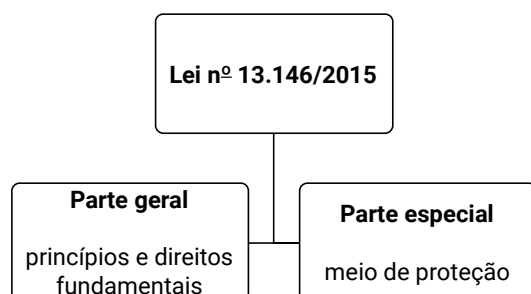 Lei nº 13.146/2015
Parte geral
princípios e direitos
fundamentais
Parte especial
meio de proteção